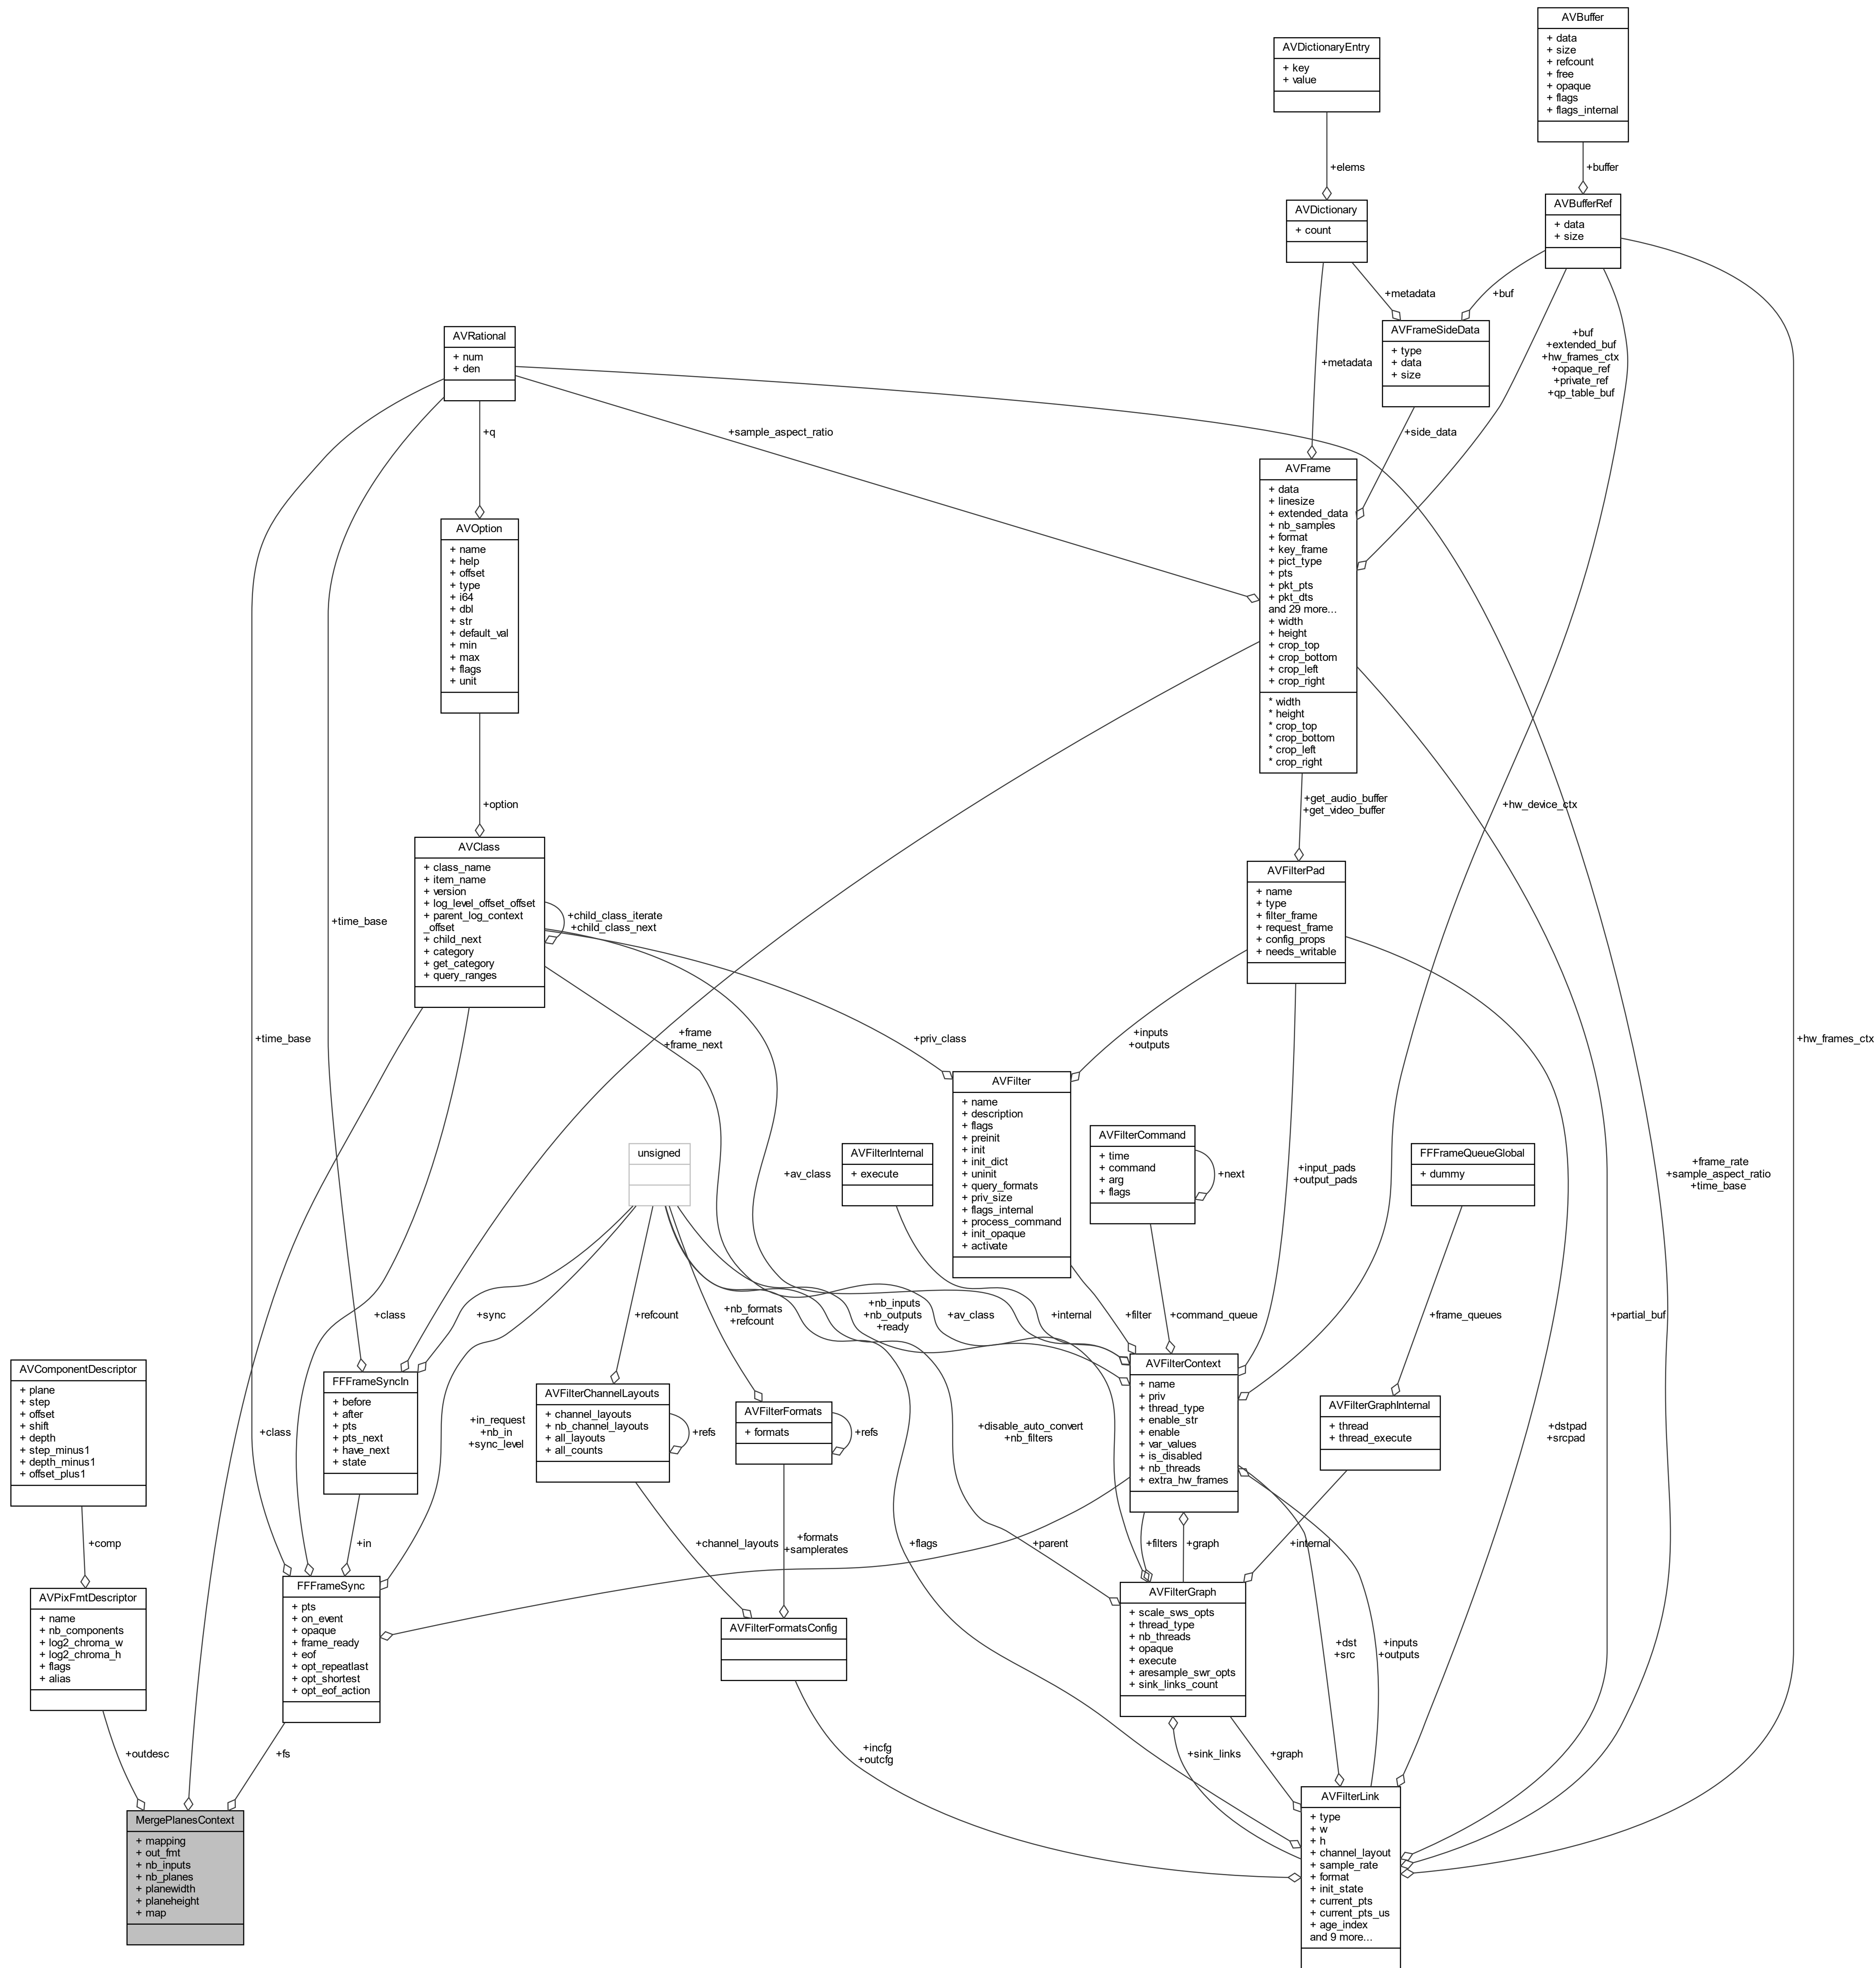 AVBuffer
+ data
+ size
+ refcount
+ free
+ opaque
+ flags
+ flags_internal
AVDictionaryEntry
+ key
+ value
+buffer
+elems
AVBufferRef
+ data
+ size
AVDictionary
+ count
+metadata
+buf
AVFrameSideData
+ type
+ data
+ size
+buf
+extended_buf
+hw_frames_ctx
+opaque_ref
+private_ref
+qp_table_buf
+metadata
AVRational
+ num
+ den
+q
+sample_aspect_ratio
+side_data
AVFrame
+ data
+ linesize
+ extended_data
+ nb_samples
+ format
+ key_frame
+ pict_type
+ pts
+ pkt_pts
+ pkt_dts
and 29 more...
+ width
+ height
+ crop_top
+ crop_bottom
+ crop_left
+ crop_right
* width
* height
* crop_top
* crop_bottom
* crop_left
* crop_right
AVOption
+ name
+ help
+ offset
+ type
+ i64
+ dbl
+ str
+ default_val
+ min
+ max
+ flags
+ unit
+option
+get_audio_buffer
+get_video_buffer
+hw_device_ctx
AVClass
+ class_name
+ item_name
+ version
+ log_level_offset_offset
+ parent_log_context
_offset
+ child_next
+ category
+ get_category
+ query_ranges
+child_class_iterate
+child_class_next
+time_base
AVFilterPad
+ name
+ type
+ filter_frame
+ request_frame
+ config_props
+ needs_writable
+time_base
+frame
+frame_next
+priv_class
+inputs
+outputs
+hw_frames_ctx
AVFilter
+ name
+ description
+ flags
+ preinit
+ init
+ init_dict
+ uninit
+ query_formats
+ priv_size
+ flags_internal
+ process_command
+ init_opaque
+ activate
unsigned
AVFilterInternal
+ execute
AVFilterCommand
+ time
+ command
+ arg
+ flags
+next
FFFrameQueueGlobal
+ dummy
+av_class
+input_pads
+output_pads
+frame_rate
+sample_aspect_ratio
+time_base
+class
+sync
+refcount
+nb_formats
+refcount
+nb_inputs
+nb_outputs
+ready
+av_class
+internal
+filter
+command_queue
+frame_queues
+partial_buf
AVComponentDescriptor
+ plane
+ step
+ offset
+ shift
+ depth
+ step_minus1
+ depth_minus1
+ offset_plus1
FFFrameSyncIn
+ before
+ after
+ pts
+ pts_next
+ have_next
+ state
AVFilterChannelLayouts
+ channel_layouts
+ nb_channel_layouts
+ all_layouts
+ all_counts
+refs
AVFilterFormats
+ formats
+refs
AVFilterContext
+ name
+ priv
+ thread_type
+ enable_str
+ enable
+ var_values
+ is_disabled
+ nb_threads
+ extra_hw_frames
AVFilterGraphInternal
+ thread
+ thread_execute
+class
+in_request
+nb_in
+sync_level
+disable_auto_convert
+nb_filters
+dstpad
+srcpad
+comp
+in
+channel_layouts
+formats
+samplerates
+flags
+parent
+filters
+graph
+internal
AVPixFmtDescriptor
+ name
+ nb_components
+ log2_chroma_w
+ log2_chroma_h
+ flags
+ alias
FFFrameSync
+ pts
+ on_event
+ opaque
+ frame_ready
+ eof
+ opt_repeatlast
+ opt_shortest
+ opt_eof_action
AVFilterFormatsConfig
AVFilterGraph
+ scale_sws_opts
+ thread_type
+ nb_threads
+ opaque
+ execute
+ aresample_swr_opts
+ sink_links_count
+dst
+src
+inputs
+outputs
+outdesc
+fs
+incfg
+outcfg
+sink_links
+graph
MergePlanesContext
+ mapping
+ out_fmt
+ nb_inputs
+ nb_planes
+ planewidth
+ planeheight
+ map
AVFilterLink
+ type
+ w
+ h
+ channel_layout
+ sample_rate
+ format
+ init_state
+ current_pts
+ current_pts_us
+ age_index
and 9 more...